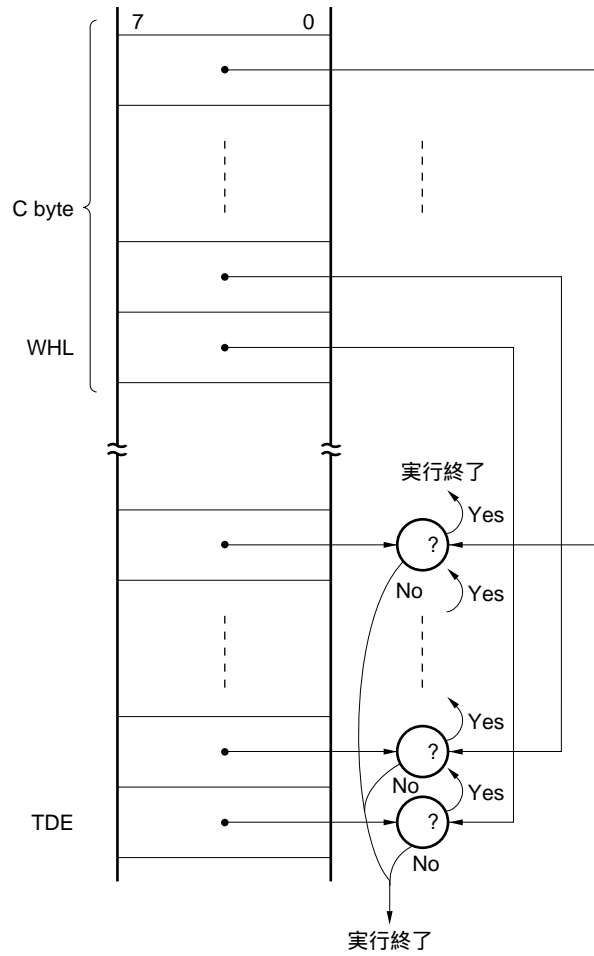 7 0
C byte
WHL
実行終了
Yes
?
No
Yes
Yes
?
No
Yes
TDE
?
No
実行終了